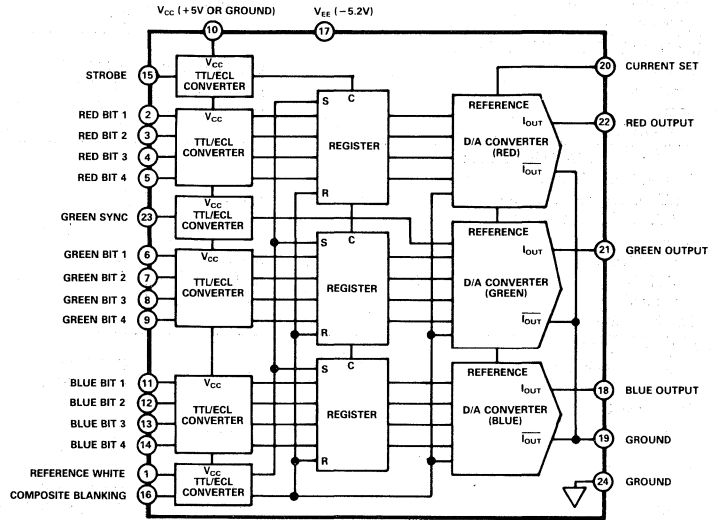 VCC (+5V OR GROUND)
VEE (−5.2V)
10
17
STROBE
15
VCC
TTL/ECL
CONVERTER
20
CURRENT SET
RED BIT 1
2
RED BIT 2
3
RED BIT 3
4
RED BIT 4
5
VCC
TTL/ECL
CONVERTER
S
C
REGISTER
R
REFERENCE
IOUT
D/A CONVERTER
(RED)
IOUT
22
RED OUTPUT
GREEN SYNC
23
VCC
TTL/ECL
CONVERTER
GREEN BIT 1
6
GREEN BIT 2
7
GREEN BIT 3
8
GREEN BIT 4
9
VCC
TTL/ECL
CONVERTER
S
C
REGISTER
R
REFERENCE
IOUT
D/A CONVERTER
(GREEN)
IOUT
21
GREEN OUTPUT
BLUE BIT 1
11
BLUE BIT 2
12
BLUE BIT 3
13
BLUE BIT 4
14
VCC
TTL/ECL
CONVERTER
S
C
REGISTER
R
REFERENCE
IOUT
D/A CONVERTER
(BLUE)
IOUT
18
BLUE OUTPUT
19
GROUND
REFERENCE WHITE
1
COMPOSITE BLANKING
16
VCC
TTL/ECL
CONVERTER
24
GROUND